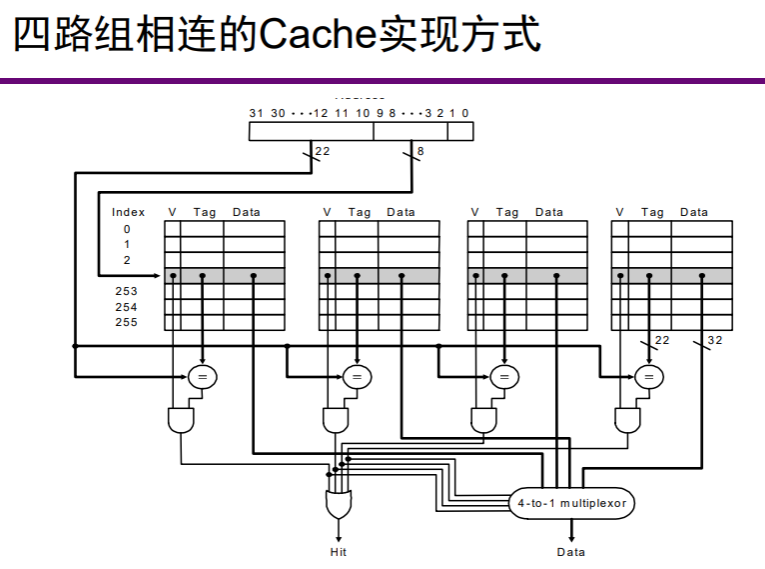 四路组相连的Cache实现方式
31 30 ··· 12 11 10 9 8 ··· 3 2 1 0
22
8
Index V Tag Data V Tag Data V Tag Data V Tag Data
0
1
2
253
254
255
22
32
= = = =
4-to-1 multiplexor
Hit
Data